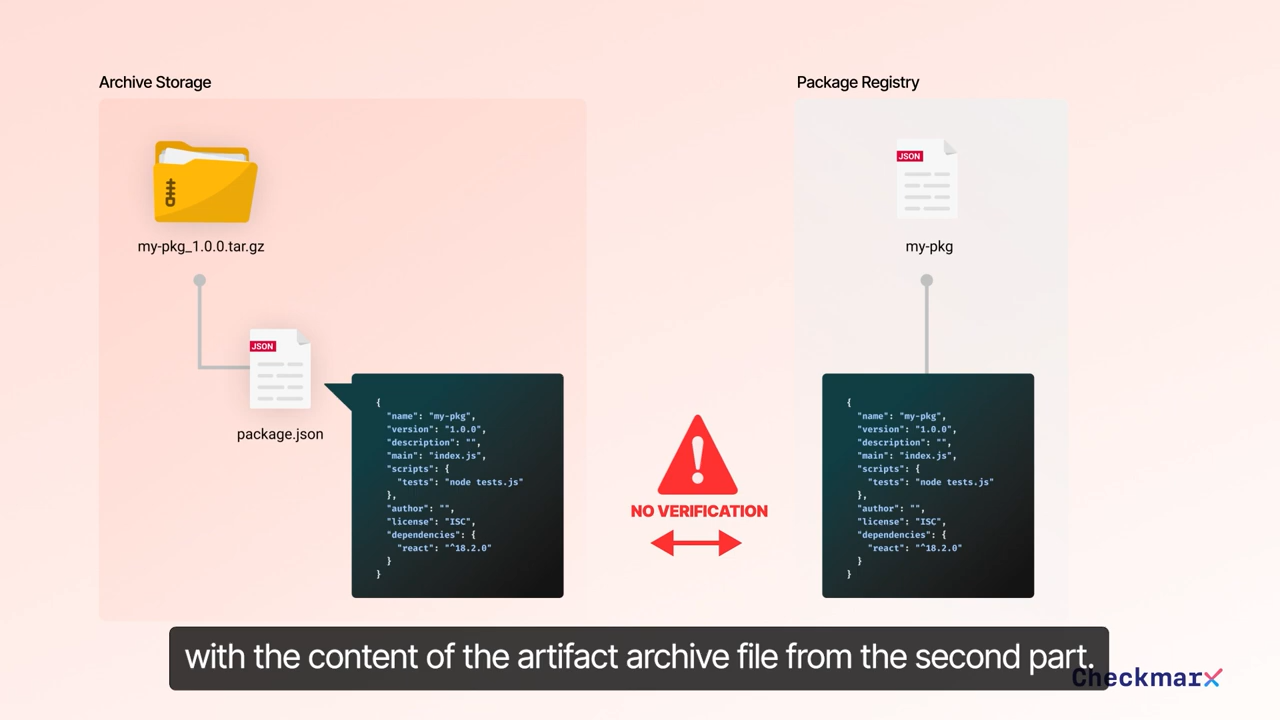 Archive Storage
Package Registry
JSON
my-pkg_1.0.0.tar.gz
my-pkg
JSON
package.json
{
"name": "my-pkg",
"version": "1.0.0",
"description": "",
"main": "index.js",
"scripts": {
"tests": "node tests.js"
},
"author": "",
"license": "ISC",
"dependencies": {
"react": "^18.2.0"
}
}
NO VERIFICATION
{
"name": "my-pkg",
"version": "1.0.0",
"description": "",
"main": "index.js",
"scripts": {
"tests": "node tests.js"
},
"author": "",
"license": "ISC",
"dependencies": {
"react": "^18.2.0"
}
}
with the content of the artifact archive file from the second part.
Checkmarx